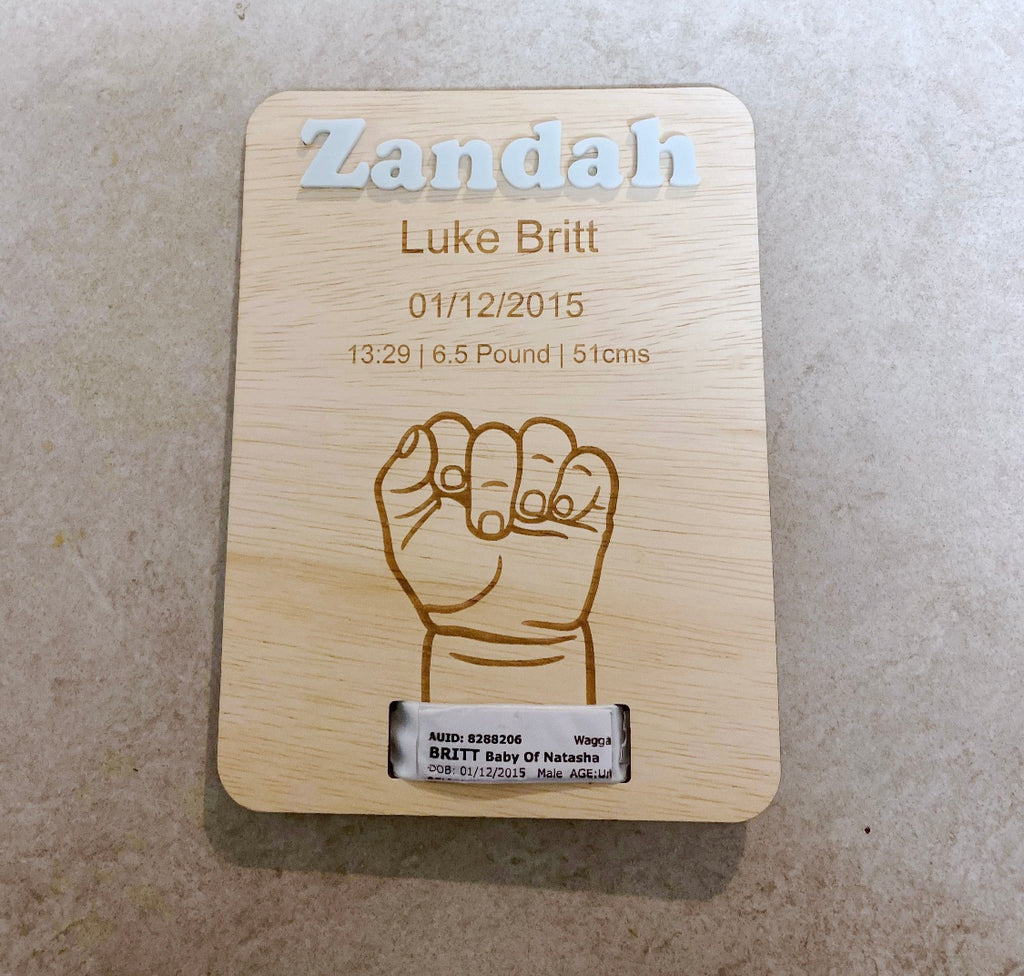 Zandah
Luke Britt
01/12/2015
13:29 | 6.5 Pound | 51cms
AUID: 8288206 Wagga
BRITT Baby Of Natasha
DOB: 01/12/2015 Male AGE: